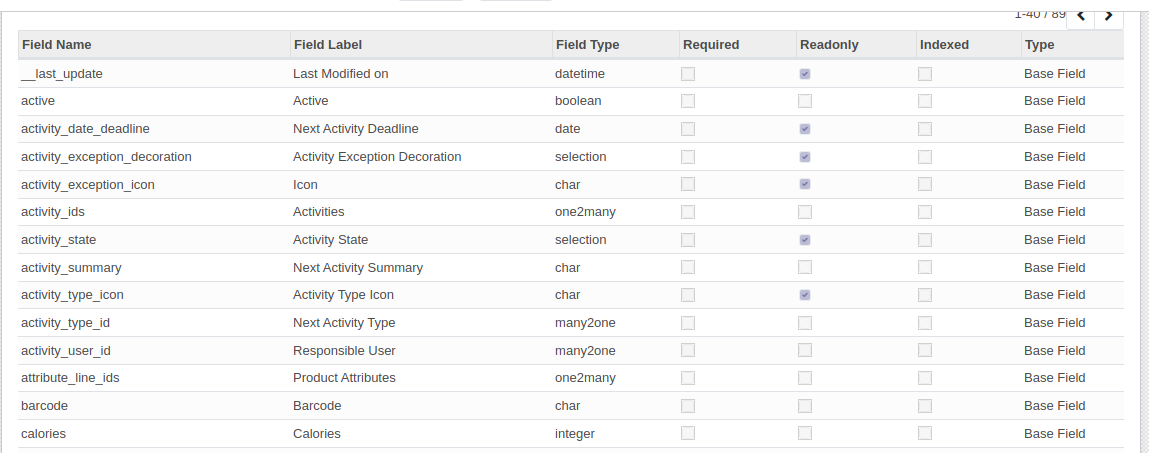 1-40 / 89
Field Name Field Label Field Type Required Readonly Indexed Type
__last_update Last Modified on datetime Base Field
active Active boolean Base Field
activity_date_deadline Next Activity Deadline date Base Field
activity_exception_decoration Activity Exception Decoration selection Base Field
activity_exception_icon Icon char Base Field
activity_ids Activities one2many Base Field
activity_state Activity State selection Base Field
activity_summary Next Activity Summary char Base Field
activity_type_icon Activity Type Icon char Base Field
activity_type_id Next Activity Type many2one Base Field
activity_user_id Responsible User many2one Base Field
attribute_line_ids Product Attributes one2many Base Field
barcode Barcode char Base Field
calories Calories integer Base Field